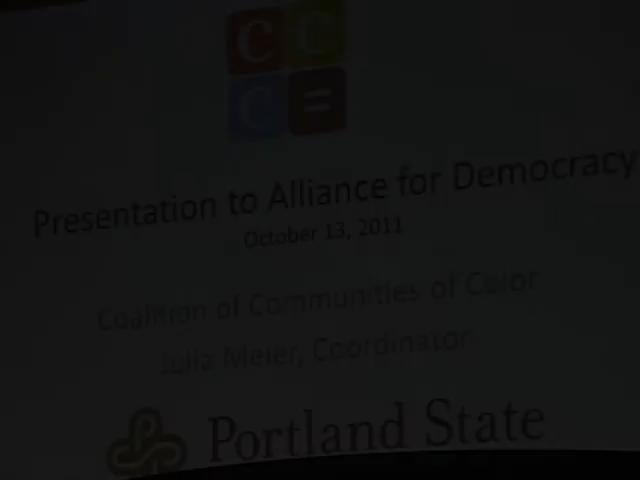 C C
C =
Presentation to Alliance for Democracy
October 13, 2011
Coalition of Communities of Color
Julia Meier, Coordinator
Portland State